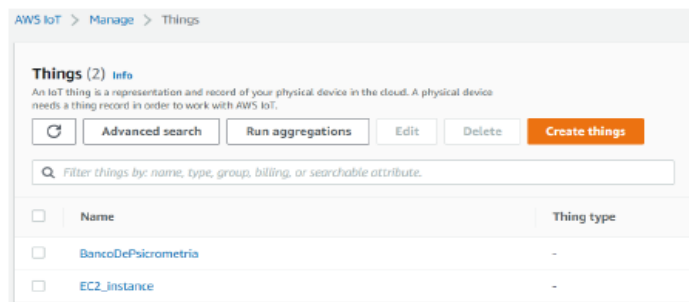 AWS IoT > Manage > Things
Things (2) Info
An IoT thing is a representation and record of your physical device in the cloud. A physical device
needs a thing record in order to work with AWS IoT.
Advanced search Run aggregations Edit Delete Create things
Filter things by: name, type, group, billing, or searchable attribute.
Name Thing type
BancoDePsicrometria -
EC2_instance -